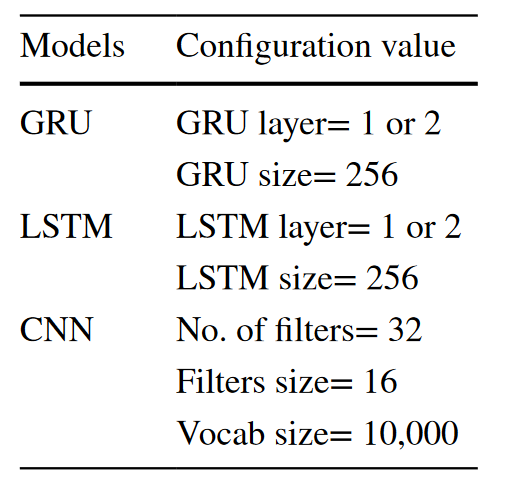 Models Configuration value
GRU GRU layer= 1 or 2
GRU size= 256
LSTM LSTM layer= 1 or 2
LSTM size= 256
CNN No. of filters= 32
Filters size= 16
Vocab size= 10,000